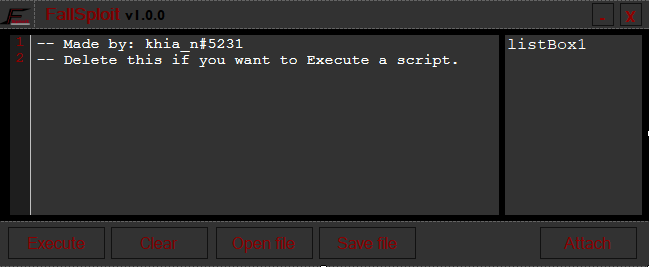 FallSploit v1.0.0
- X
1 -- Made by: khia_n#5231
2 -- Delete this if you want to Execute a script.
listBox1
Execute Clear Open file Save file Attach